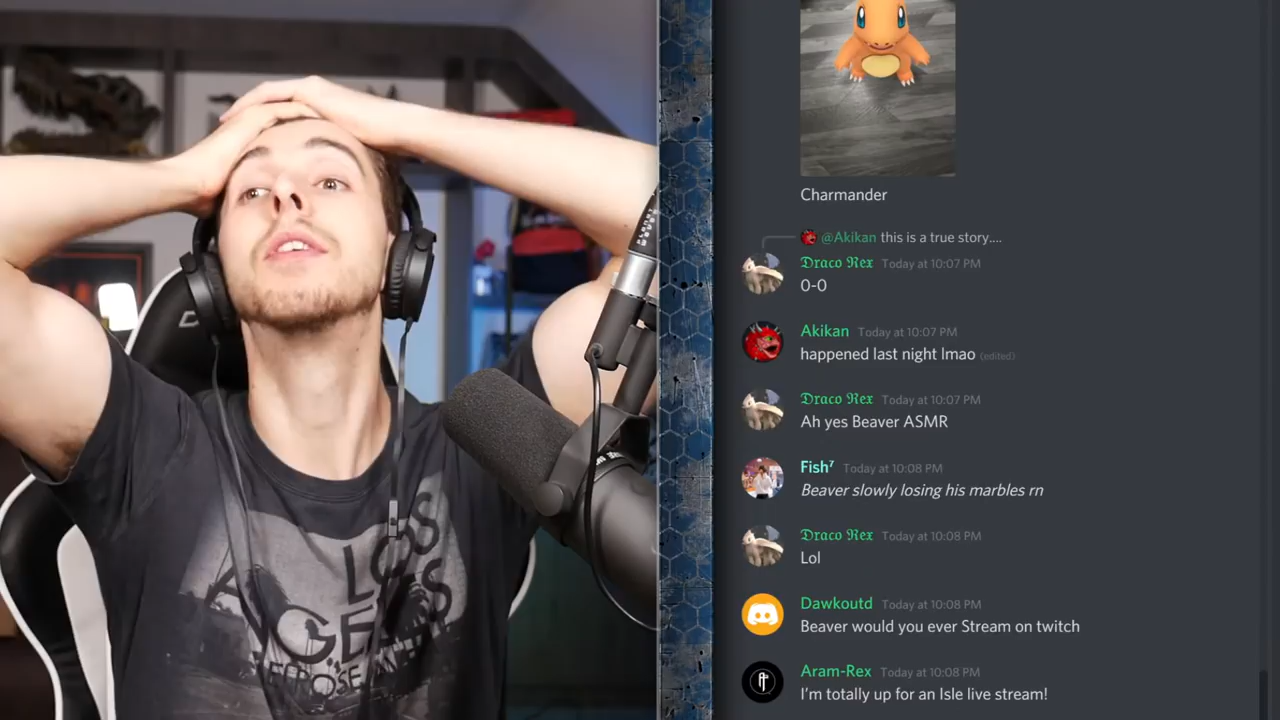 Charmander
@Akikan this is a true story....
Draco Rex Today at 10:07 PM
0-0
Akikan Today at 10:07 PM
happened last night lmao (edited)
Draco Rex Today at 10:07 PM
Ah yes Beaver ASMR
Fish⁷ Today at 10:08 PM
Beaver slowly losing his marbles rn
Draco Rex Today at 10:08 PM
Lol
Dawkoutd Today at 10:08 PM
Beaver would you ever Stream on twitch
Aram-Rex Today at 10:08 PM
I'm totally up for an Isle live stream!
LOS
ANGELES